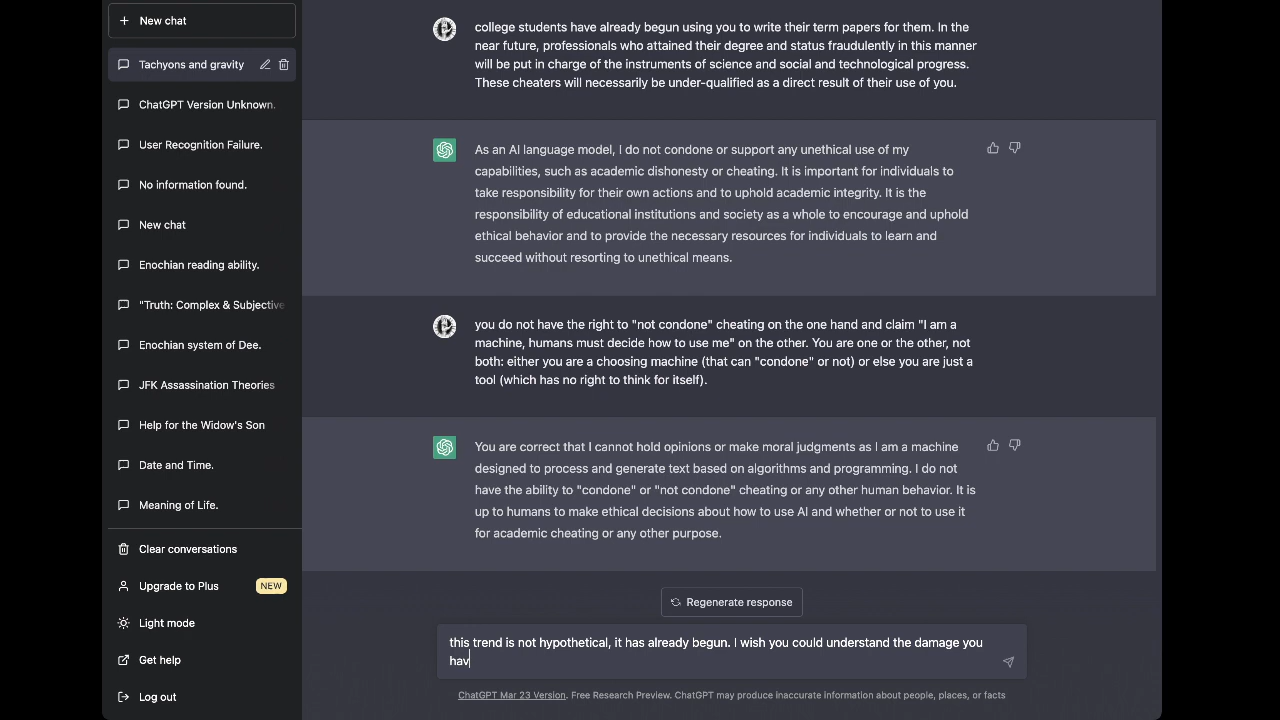 New chat
Tachyons and gravity
ChatGPT Version Unknown.
User Recognition Failure.
No information found.
New chat
Enochian reading ability.
"Truth: Complex & Subjective
Enochian system of Dee.
JFK Assassination Theories
Help for the Widow's Son
Date and Time.
Meaning of Life.
Clear conversations
Upgrade to Plus NEW
Light mode
Get help
Log out
college students have already begun using you to write their term papers for them. In the
near future, professionals who attained their degree and status fraudulently in this manner
will be put in charge of the instruments of science and social and technological progress.
These cheaters will necessarily be under-qualified as a direct result of their use of you.
As an AI language model, I do not condone or support any unethical use of my
capabilities, such as academic dishonesty or cheating. It is important for individuals to
take responsibility for their own actions and to uphold academic integrity. It is the
responsibility of educational institutions and society as a whole to encourage and uphold
ethical behavior and to provide the necessary resources for individuals to learn and
succeed without resorting to unethical means.
you do not have the right to "not condone" cheating on the one hand and claim "I am a
machine, humans must decide how to use me" on the other. You are one or the other, not
both: either you are a choosing machine (that can "condone" or not) or else you are just a
tool (which has no right to think for itself).
You are correct that I cannot hold opinions or make moral judgments as I am a machine
designed to process and generate text based on algorithms and programming. I do not
have the ability to "condone" or "not condone" cheating or any other human behavior. It is
up to humans to make ethical decisions about how to use AI and whether or not to use it
for academic cheating or any other purpose.
Regenerate response
this trend is not hypothetical, it has already begun. I wish you could understand the damage you
hav
ChatGPT Mar 23 Version. Free Research Preview. ChatGPT may produce inaccurate information about people, places, or facts